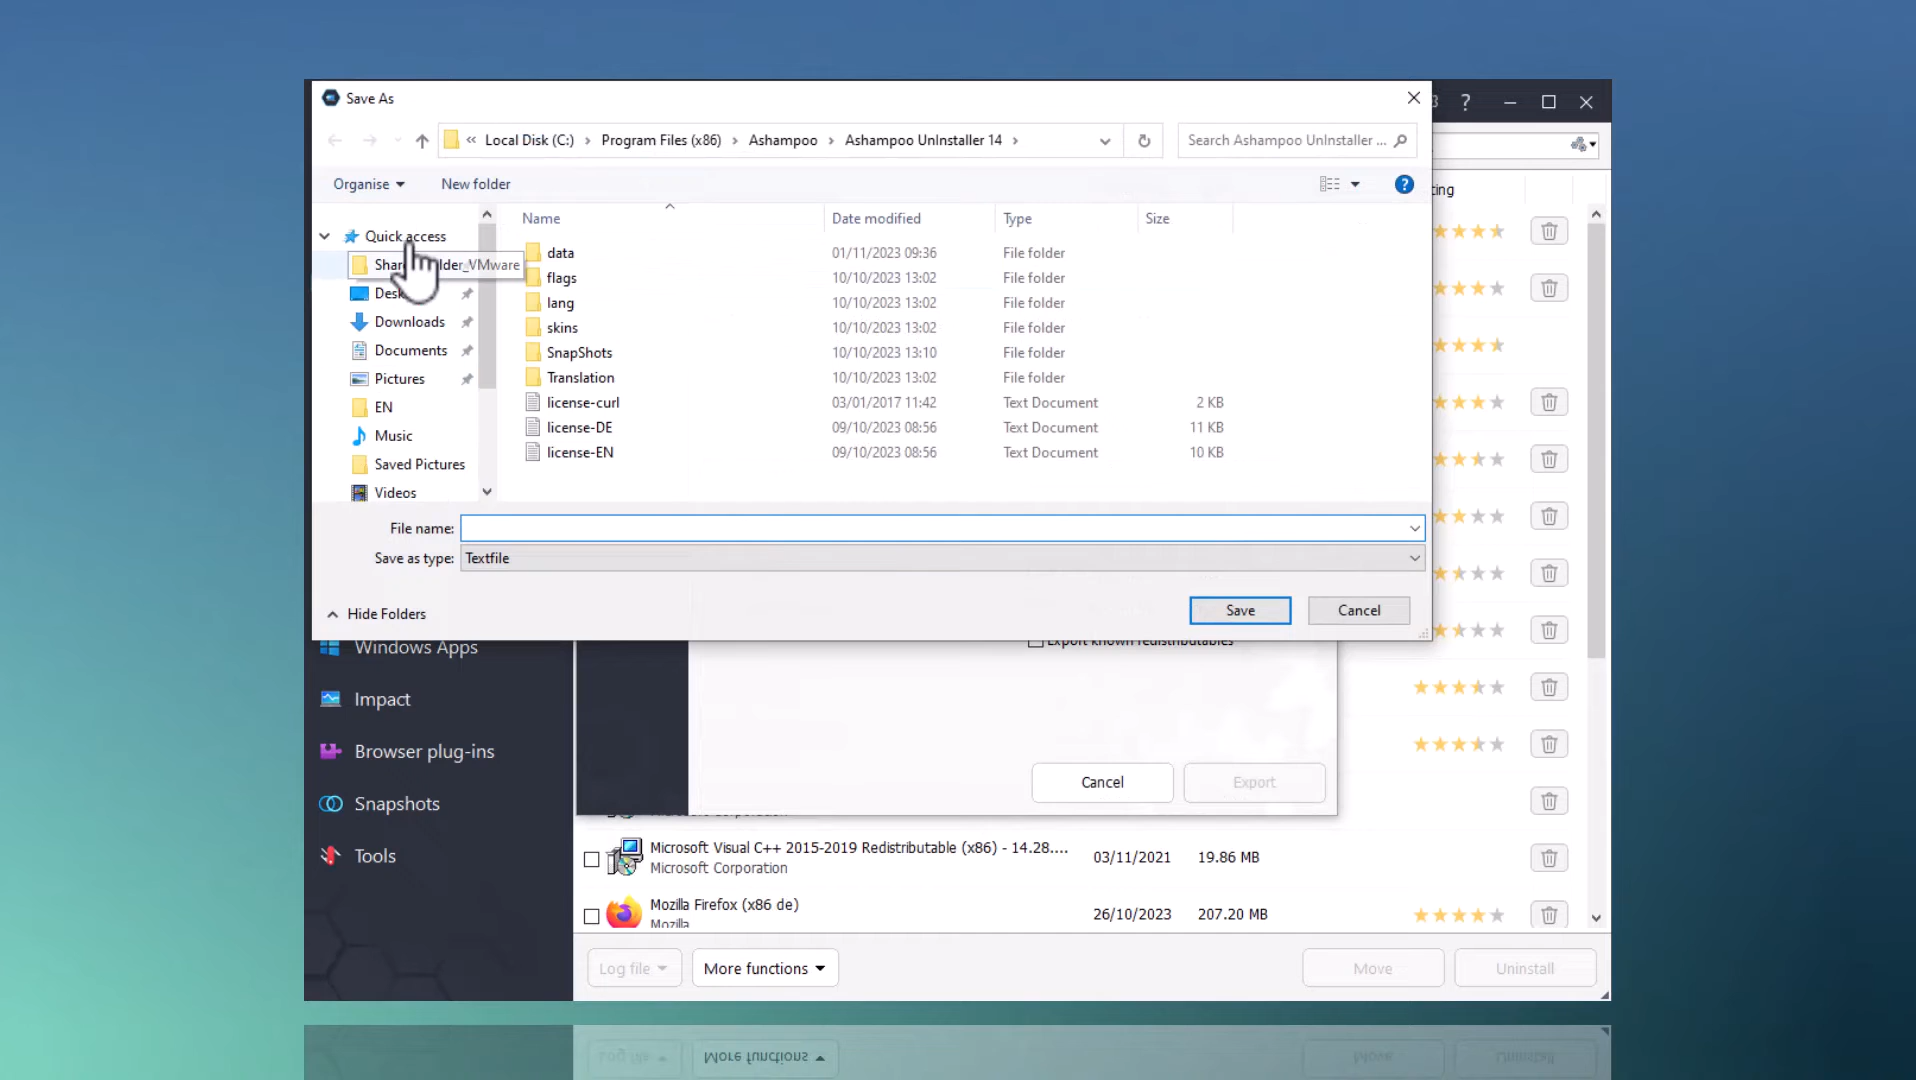 Save As
?
« Local Disk (C:) › Program Files (x86) › Ashampoo › Ashampoo UnInstaller 14 ›
Search Ashampoo UnInstaller ...
Organise
New folder
?
ting
Name
Date modified
Type
Size
Quick access
Shar
lder_VMware
Desk
Downloads
Documents
Pictures
EN
Music
Saved Pictures
Videos
data 01/11/2023 09:36 File folder
flags 10/10/2023 13:02 File folder
lang 10/10/2023 13:02 File folder
skins 10/10/2023 13:02 File folder
SnapShots 10/10/2023 13:10 File folder
Translation 10/10/2023 13:02 File folder
license-curl 03/01/2017 11:42 Text Document 2 KB
license-DE 09/10/2023 08:56 Text Document 11 KB
license-EN 09/10/2023 08:56 Text Document 10 KB
File name:
Save as type: Textfile
Hide Folders
Save
Cancel
Export known redistributables
Windows Apps
Impact
Browser plug-ins
Snapshots
Tools
Cancel
Export
Microsoft Corporation
Microsoft Visual C++ 2015-2019 Redistributable (x86) - 14.28.... 03/11/2021 19.86 MB
Microsoft Corporation
Mozilla Firefox (x86 de) 26/10/2023 207.20 MB
Mozilla
Log file
More functions
Move
Uninstall